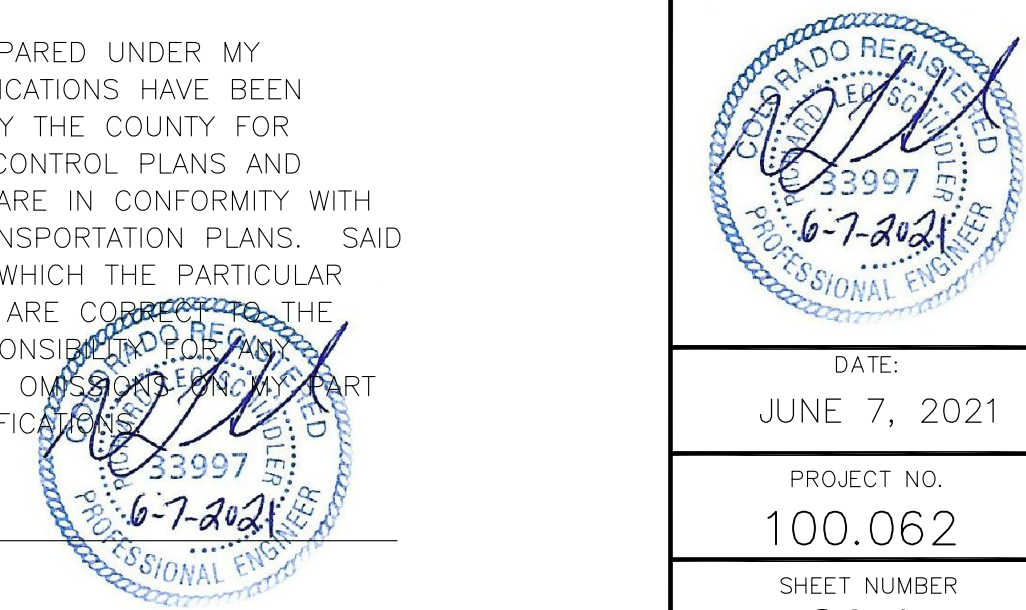 PARED UNDER MY
ICATIONS HAVE BEEN
Y THE COUNTY FOR
CONTROL PLANS AND
ARE IN CONFORMITY WITH
NSPORTATION PLANS. SAID
WHICH THE PARTICULAR
ARE CORRECT TO THE
ONSIBILITY FOR ANY
OMISSIONS ON MY PART
FICATIONS.
COLORADO REGISTERED
33997
6-7-2021
PROFESSIONAL ENGINEER
COLORADO REGISTERED
33997
6-7-2021
PROFESSIONAL ENGINEER
DATE:
JUNE 7, 2021
PROJECT NO.
100.062
SHEET NUMBER